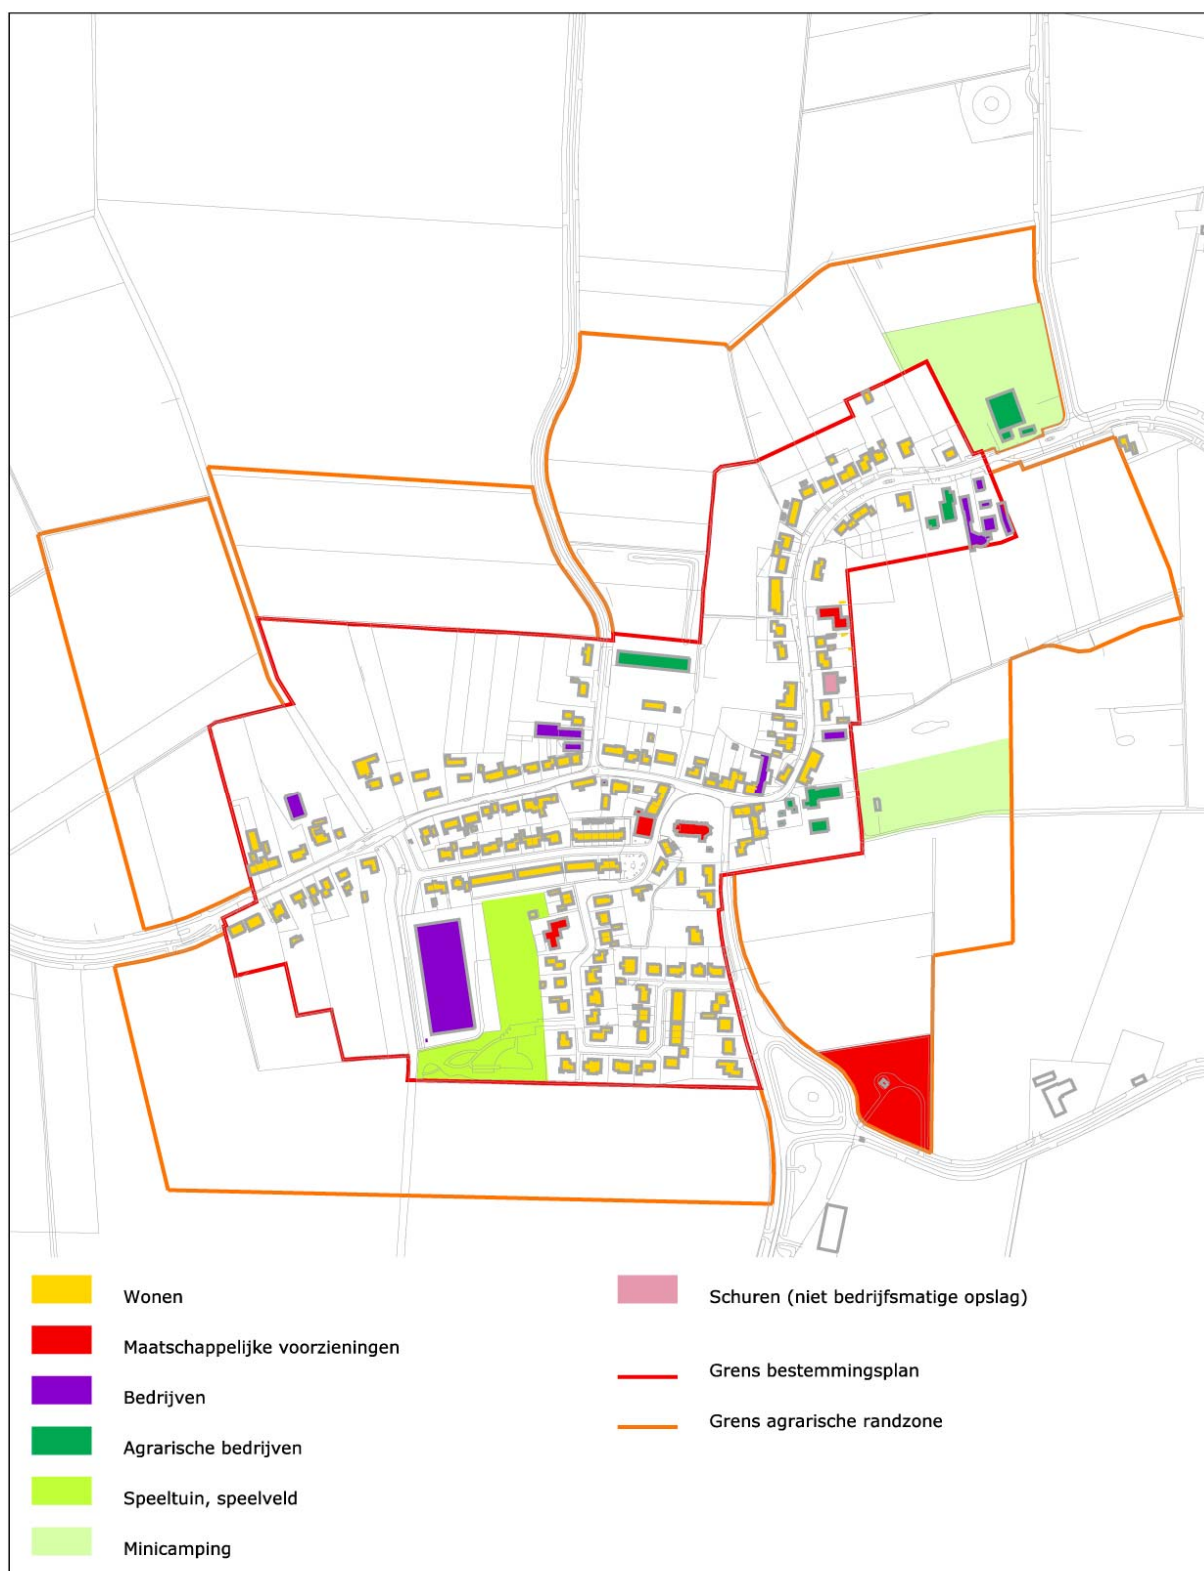 Wonen
Maatschappelijke voorzieningen
Bedrijven
Agrarische bedrijven
Speeltuin, speelveld
Minicamping
Schuren (niet bedrijfsmatige opslag)
Grens bestemmingsplan
Grens agrarische randzone